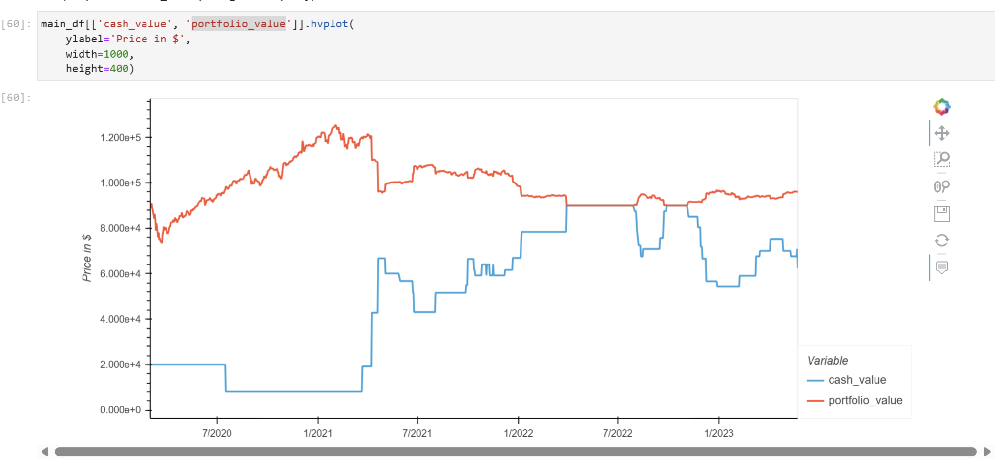 [60]: main_df[['cash_value', 'portfolio_value']].hvplot(
ylabel='Price in $',
width=1000,
height=400)
[60]:
1.200e+5
1.000e+5
8.000e+4
6.000e+4
4.000e+4
2.000e+4
0.000e+0
Price in $
7/2020 1/2021 7/2021 1/2022 7/2022 1/2023
Variable
cash_value
portfolio_value